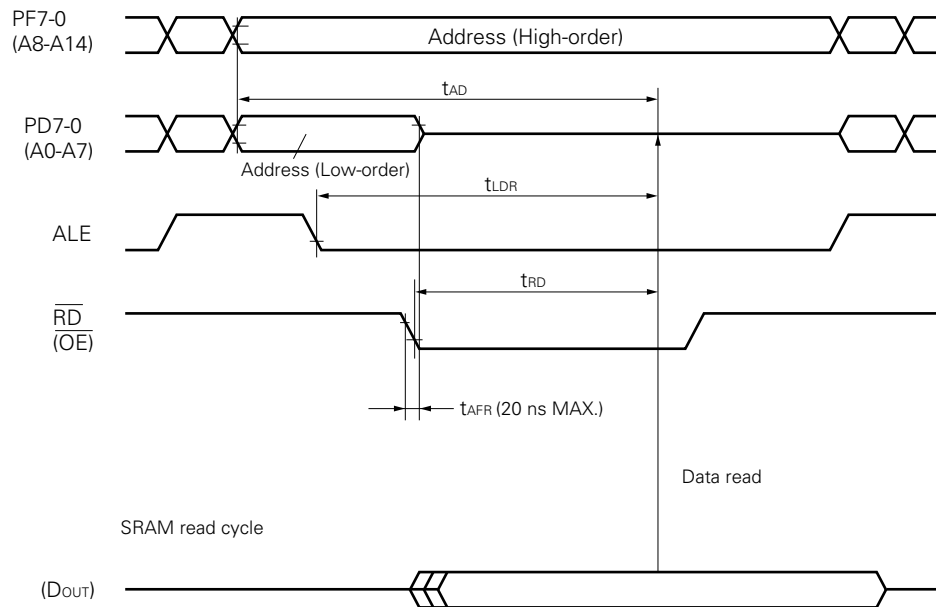 PF7-0
(A8-A14)
Address (High-order)
tAD
PD7-0
(A0-A7)
Address (Low-order)
tLDR
ALE
tRD
RD
(OE)
tAFR (20 ns MAX.)
Data read
SRAM read cycle
(DOUT)